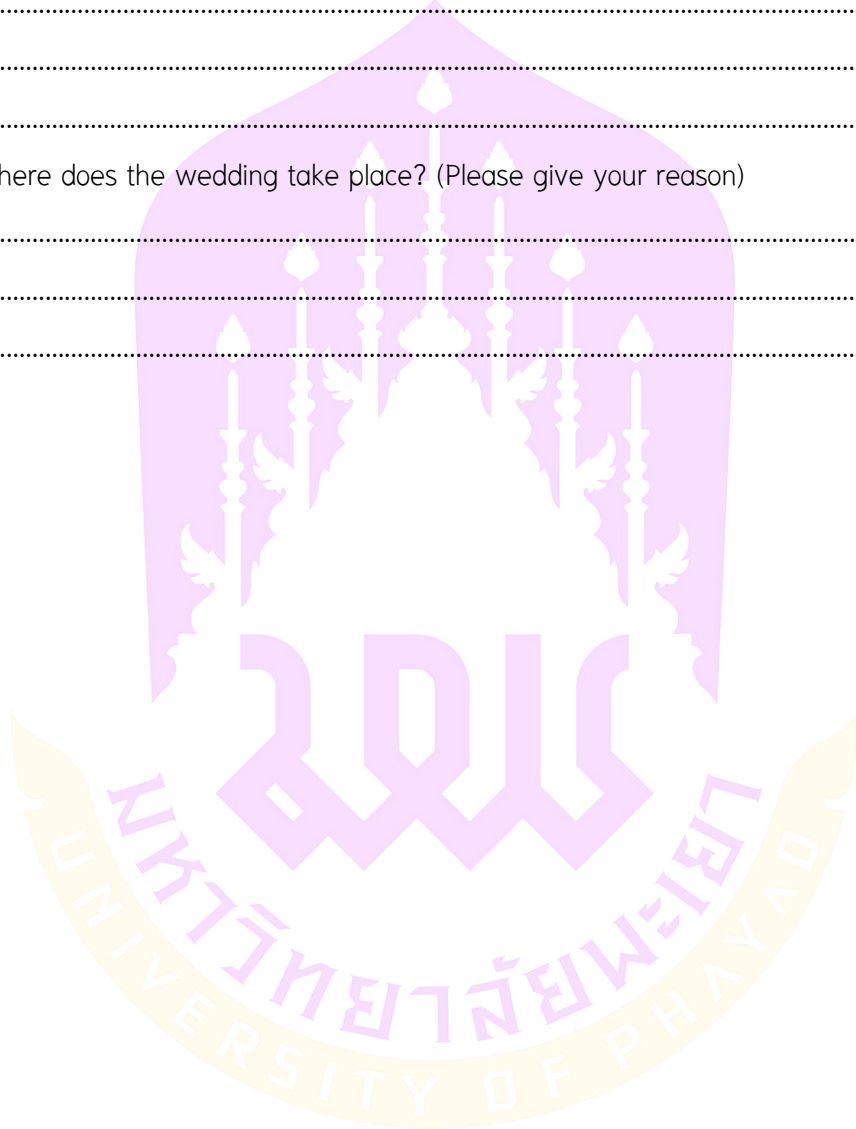 ................................................................................
................................................................................
................................................................................
here does the wedding take place? (Please give your reason)
................................................................................
................................................................................
................................................................................
มหาวิทยาลัยพะเยา
UNIVERSITY OF PHAYAO